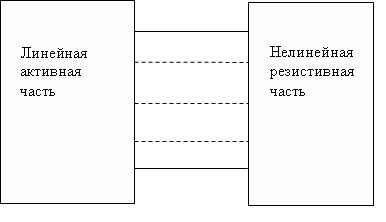 Линейная
активная
часть
Нелинейная
резистивная
часть